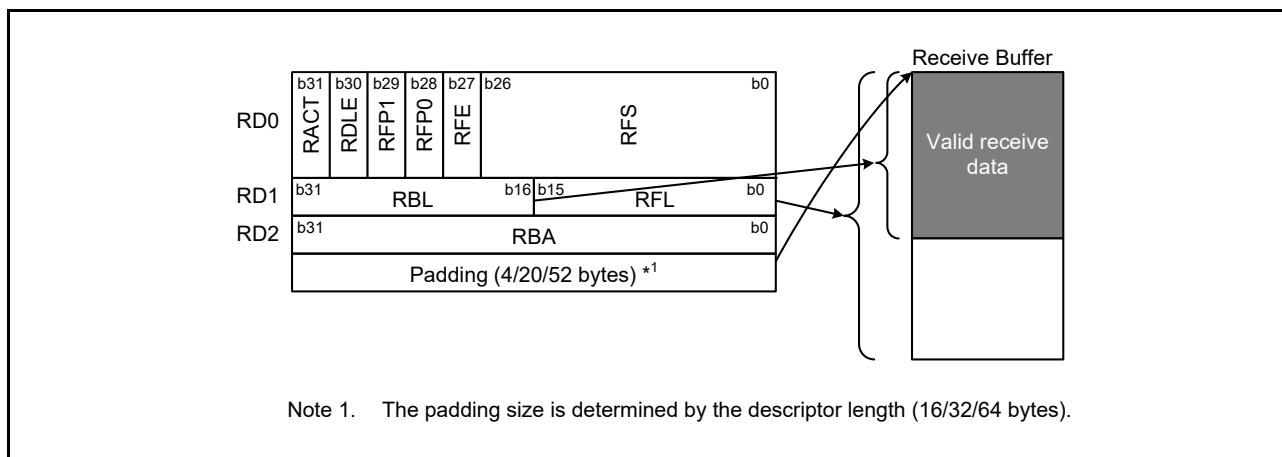 Receive Buffer
b31 b30 b29 b28 b27 b26 b0
RD0 RACT RDLE RFP1 RFP0 RFE RFS
Valid receive
data
RD1 b31 RBL b16 b15 RFL b0
RD2 b31 RBA b0
Padding (4/20/52 bytes) *1
Note 1. The padding size is determined by the descriptor length (16/32/64 bytes).